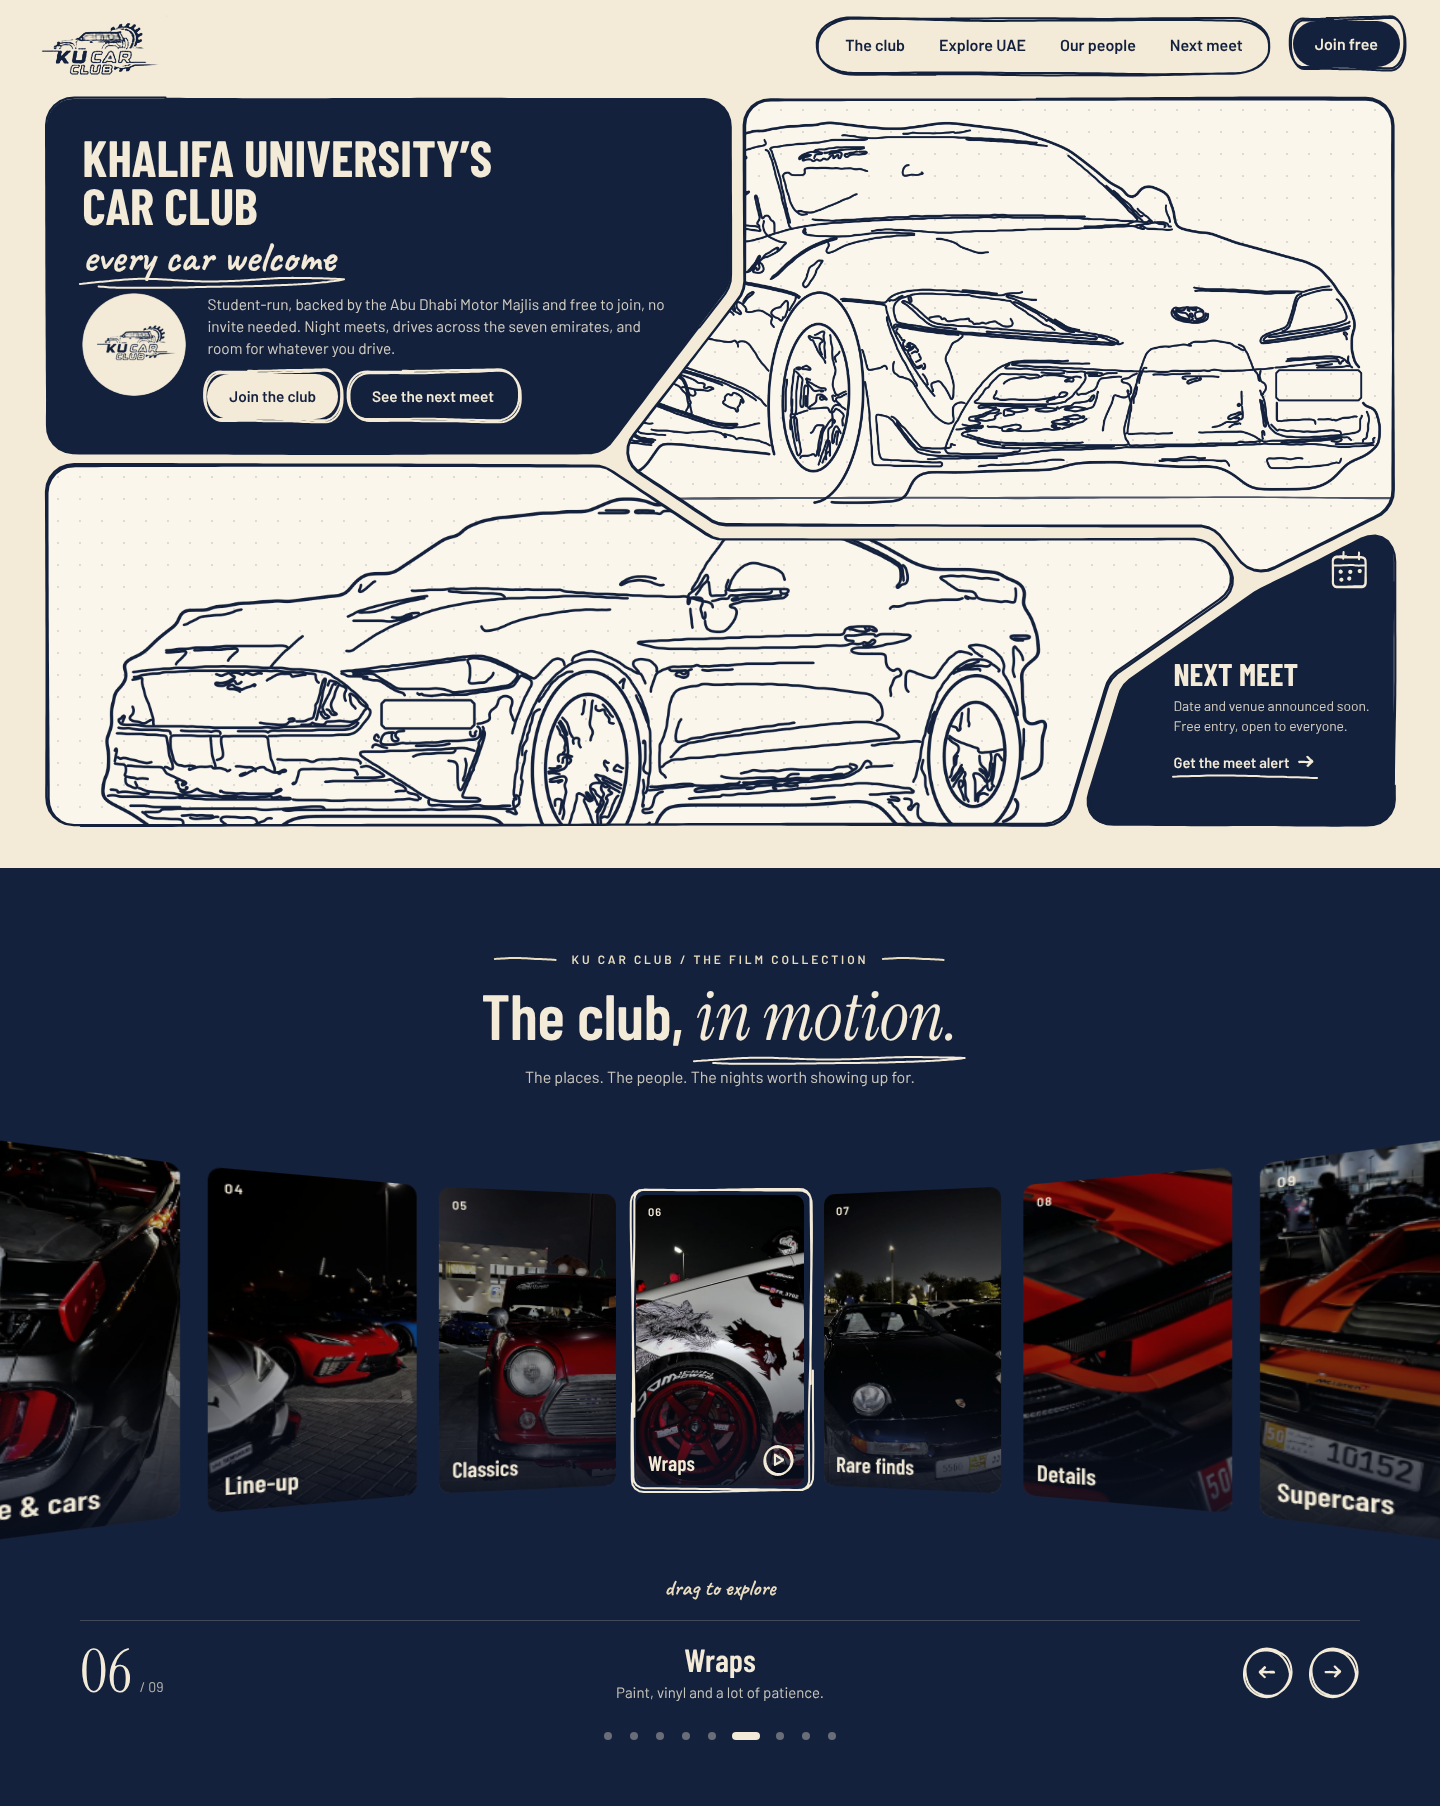 KU CAR
CLUB
The club
Explore UAE
Our people
Next meet
Join free
KHALIFA UNIVERSITY’S
CAR CLUB
every car welcome
KU CAR
CLUB
Student-run, backed by the Abu Dhabi Motor Majlis and free to join, no
invite needed. Night meets, drives across the seven emirates, and
room for whatever you drive.
Join the club
See the next meet
NEXT MEET
Date and venue announced soon.
Free entry, open to everyone.
Get the meet alert
KU CAR CLUB / THE FILM COLLECTION
The club, in motion.
The places. The people. The nights worth showing up for.
e & cars
04
Line-up
05
Classics
06
Wraps
07
Rare finds
08
50
Details
09
50 10152
Supercars
drag to explore
06 / 09
Wraps
Paint, vinyl and a lot of patience.